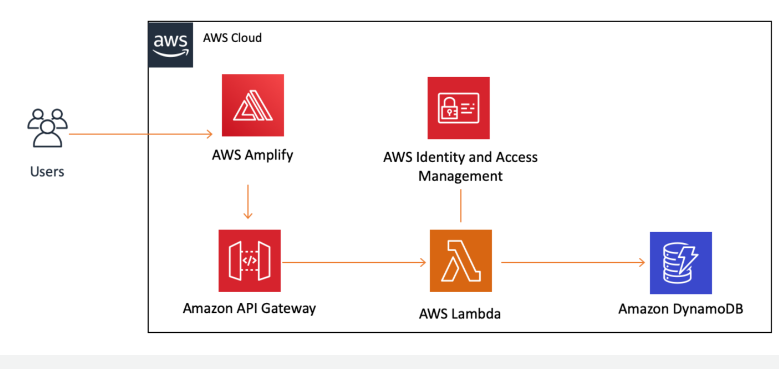 aws
AWS Cloud
AWS Amplify
AWS Identity and Access
Management
Users
Amazon API Gateway
AWS Lambda
Amazon DynamoDB